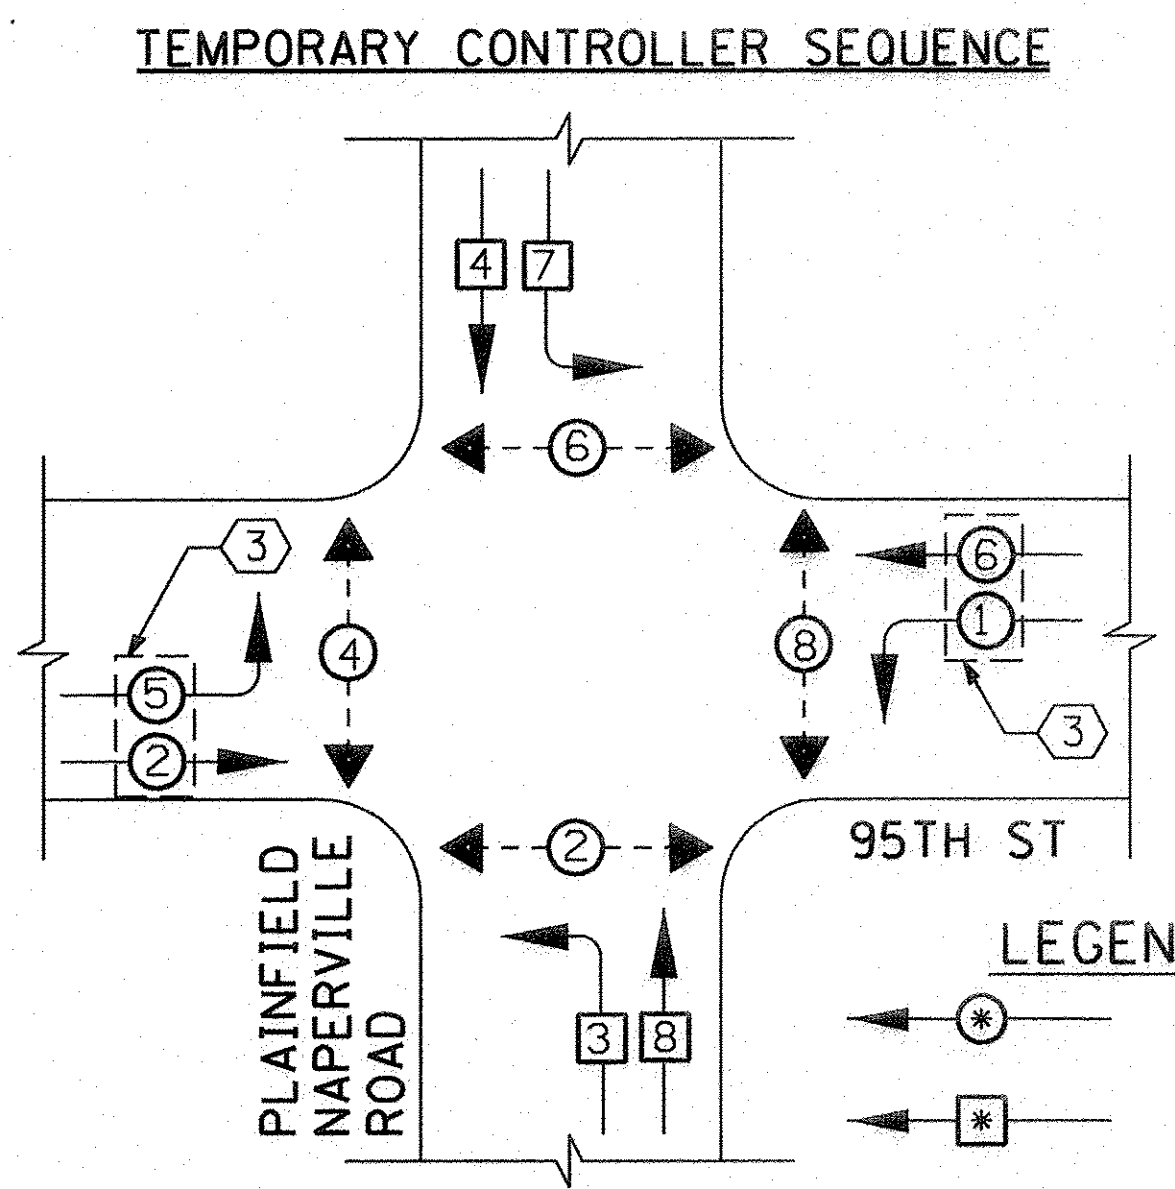 TEMPORARY CONTROLLER SEQUENCE
4 7
6
3
6
4
8
1
5
3
2
2
95TH ST
PLAINFIELD
NAPERVILLE
ROAD
LEGEN
3 8
*
*